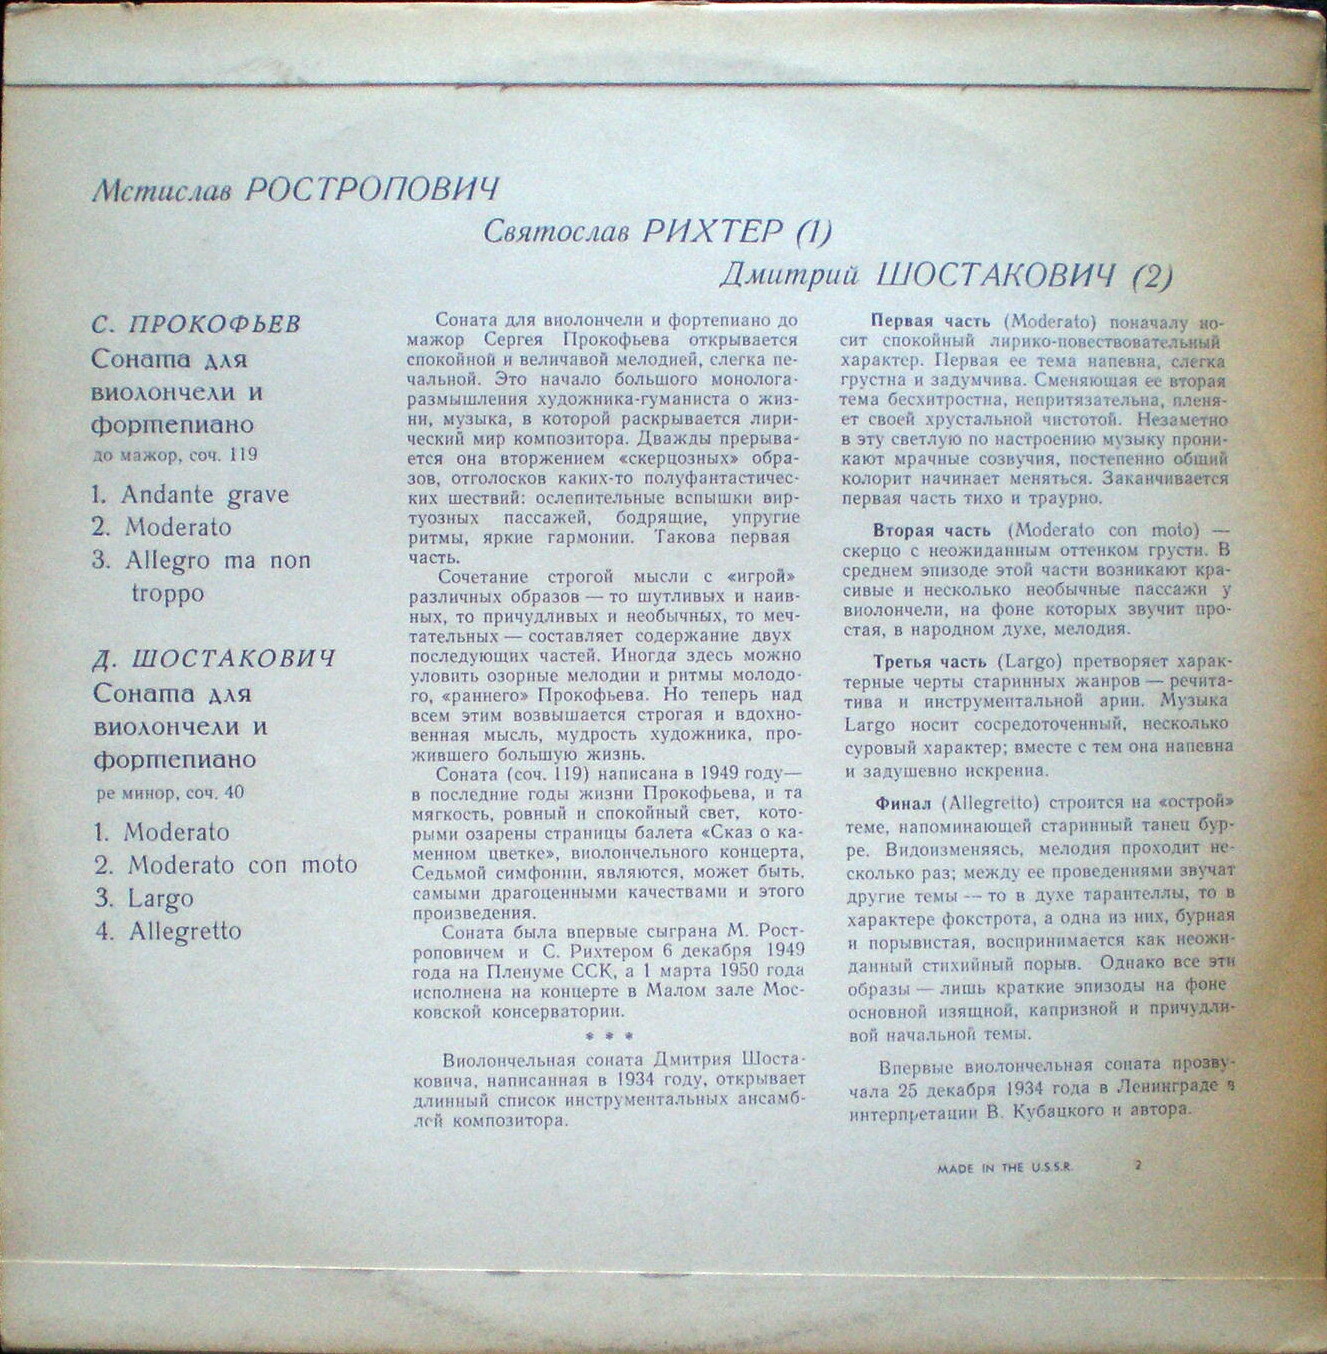 Мстислав РОСТРОПОВИЧ
Святослав РИХТЕР (1)
Дмитрий ШОСТАКОВИЧ (2)
С. ПРОКОФЬЕВ
Соната для
виолончели и
фортепиано
до мажор, соч. 119
1. Andante grave
2. Moderato
3. Allegro ma non
troppo
Д. ШОСТАКОВИЧ
Соната для
виолончели и
фортепиано
ре минор, соч. 40
1. Moderato
2. Moderato con moto
3. Largo
4. Allegretto
Соната для виолончели и фортепиано до
мажор Сергея Прокофьева открывается
спокойной и величавой мелодией, слегка пе-
чальной. Это начало большого монолога-
размышления художника-гуманиста о жиз-
ни, музыка, в которой раскрывается лири-
ческий мир композитора. Дважды прерыва-
ется она вторжением «скерцозных» обра-
зов, отголосков каких-то полуфантастичес-
ких шествий: ослепительные вспышки вир-
туозных пассажей, бодрящие, упругие
ритмы, яркие гармонии. Такова первая
часть.
Сочетание строгой мысли с «игрой»
различных образов — то шутливых и наив-
ных, то причудливых и необычных, то меч-
тательных — составляет содержание двух
последующих частей. Иногда здесь можно
уловить озорные мелодии и ритмы молодо-
го, «раннего» Прокофьева. Но теперь над
всем этим возвышается строгая и вдохно-
венная мысль, мудрость художника, про-
жившего большую жизнь.
Соната (соч. 119) написана в 1949 году—
в последние годы жизни Прокофьева, и та
мягкость, ровный и спокойный свет, кото-
рыми озарены страницы балета «Сказ о ка-
менном цветке», виолончельного концерта,
Седьмой симфонии, являются, может быть,
самыми драгоценными качествами и этого
произведения.
Соната была впервые сыграна М. Рост-
роповичем и С. Рихтером 6 декабря 1949
года на Пленуме ССК, а 1 марта 1950 года
исполнена на концерте в Малом зале Мос-
ковской консерватории.
* * *
Виолончельная соната Дмитрия Шоста-
ковича, написанная в 1934 году, открывает
длинный список инструментальных ансамб-
лей композитора.
Первая часть (Moderato) поначалу но-
сит спокойный лирико-повествовательный
характер. Первая ее тема напевна, слегка
грустна и задумчива. Сменяющая ее вторая
тема бесхитростна, непритязательна, пленя-
ет своей хрустальной чистотой. Незаметно
в эту светлую по настроению музыку прони-
кают мрачные созвучия, постепенно общий
колорит начинает меняться. Заканчивается
первая часть тихо и траурно.
Вторая часть (Moderato con moto) —
скерцо с неожиданным оттенком грусти. В
среднем эпизоде этой части возникают кра-
сивые и несколько необычные пассажи у
виолончели, на фоне которых звучит про-
стая, в народном духе, мелодия.
Третья часть (Largo) претворяет харак-
терные черты старинных жанров — речита-
тива и инструментальной арии. Музыка
Largo носит сосредоточенный, несколько
суровый характер; вместе с тем она напевна
и задушевно искренна.
Финал (Allegretto) строится на «острой»
теме, напоминающей старинный танец бур-
ре. Видоизменяясь, мелодия проходит не-
сколько раз; между ее проведениями звучат
другие темы — то в духе тарантеллы, то в
характере фокстрота, а одна из них, бурная
и порывистая, воспринимается как неожи-
данный стихийный порыв. Однако все эти
образы — лишь краткие эпизоды на фоне
основной изящной, капризной и причудли-
вой начальной темы.
Впервые виолончельная соната прозву-
чала 25 декабря 1934 года в Ленинграде в
интерпретации В. Кубацкого и автора.
MADE IN THE U.S.S.R. 2